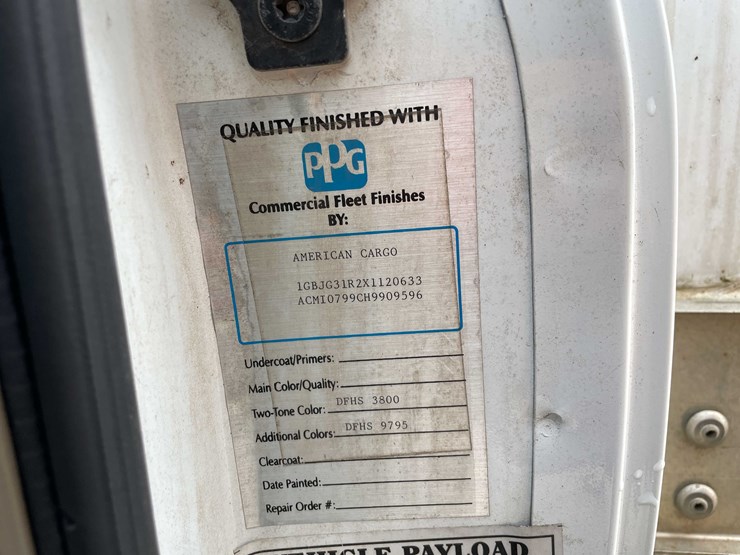 QUALITY FINISHED WITH
PPG
Commercial Fleet Finishes
BY:
AMERICAN CARGO
1GBJG31R2X1120633
ACMI0799CH9909596
Undercoat/Primers:
Main Color/Quality:
Two-Tone Color: DFHS 3800
Additional Colors: DFHS 9795
Clearcoat:
Date Painted:
Repair Order #:
VEHICLE PAYLOAD